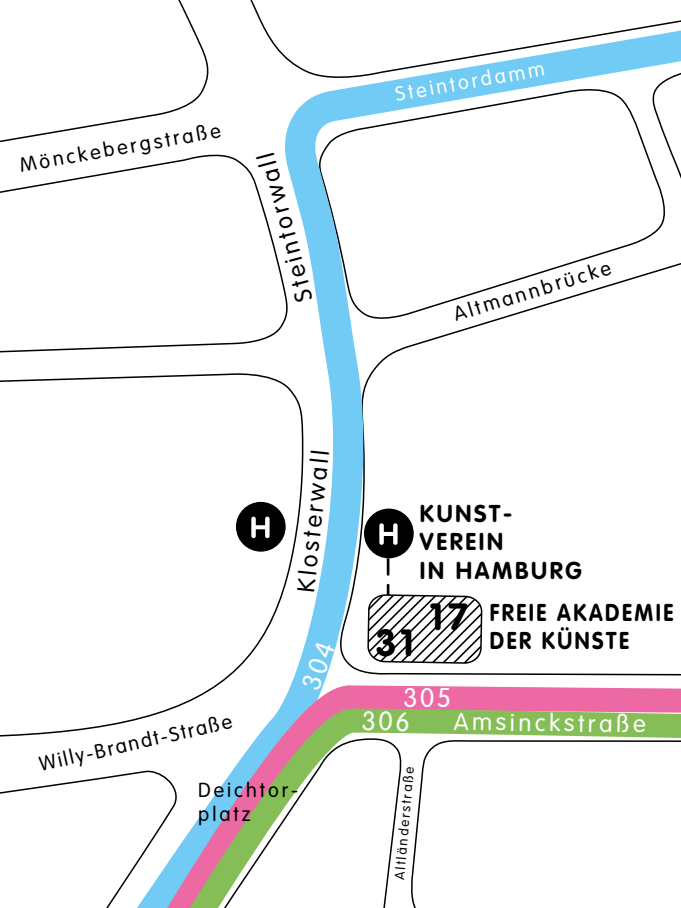 Steintordamm
Mönckebergstraße
Steintorwall
Altmannbrücke
Klosterwall
H
H
KUNST-
VEREIN
IN HAMBURG
17
31
FREIE AKADEMIE
DER KÜNSTE
304
305
306
Amsinckstraße
Willy-Brandt-Straße
Deichtor-
platz
Altländerstraße